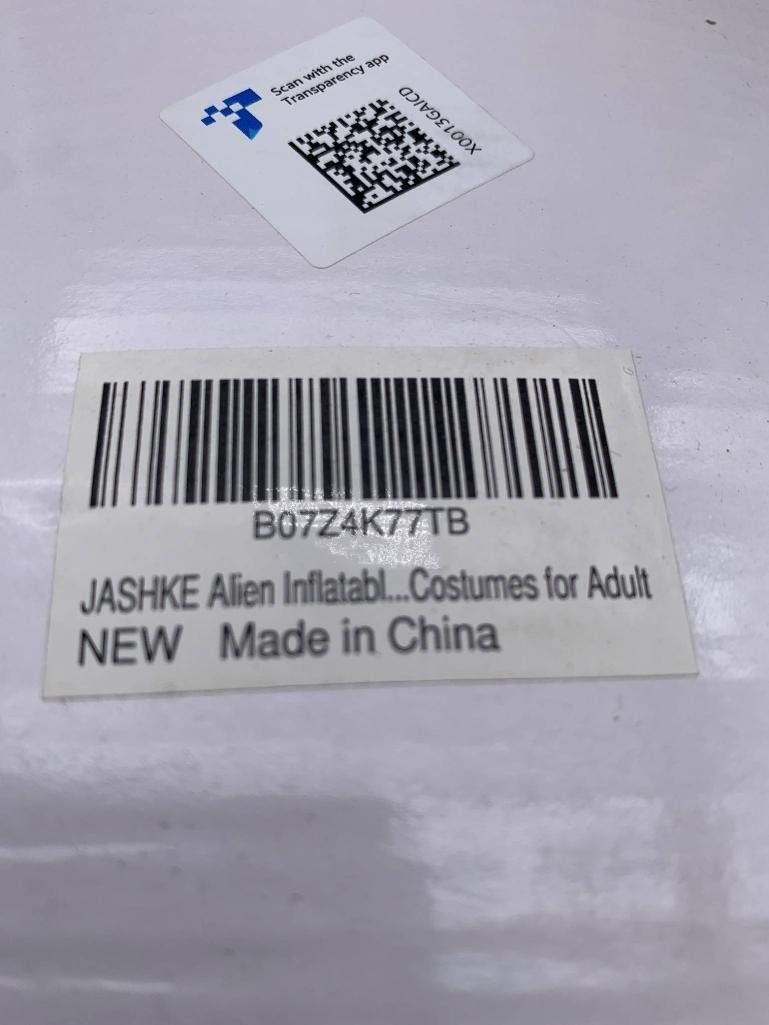 Scan with the
Transparency app
X0013GAICD
B07Z4K77TB
JASHKE Alien Inflatabl...Costumes for Adult
NEW Made in China